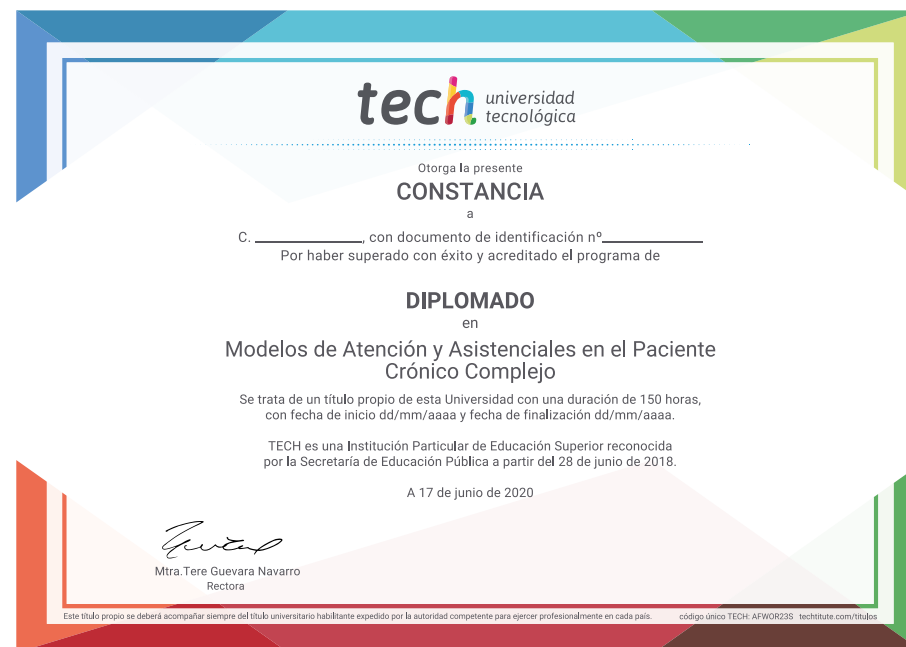 tech universidad
tecnológica
Otorga la presente
CONSTANCIA
a
C. ____________, con documento de identificación nº____________
Por haber superado con éxito y acreditado el programa de
DIPLOMADO
en
Modelos de Atención y Asistenciales en el Paciente
Crónico Complejo
Se trata de un título propio de esta Universidad con una duración de 150 horas,
con fecha de inicio dd/mm/aaaa y fecha de finalización dd/mm/aaaa.
TECH es una Institución Particular de Educación Superior reconocida
por la Secretaría de Educación Pública a partir del 28 de junio de 2018.
A 17 de junio de 2020
Mtra.Tere Guevara Navarro
Rectora
Este título propio se deberá acompañar siempre del título universitario habilitante expedido por la autoridad competente para ejercer profesionalmente en cada país. código único TECH: AFWOR23S techtitute.com/titulos